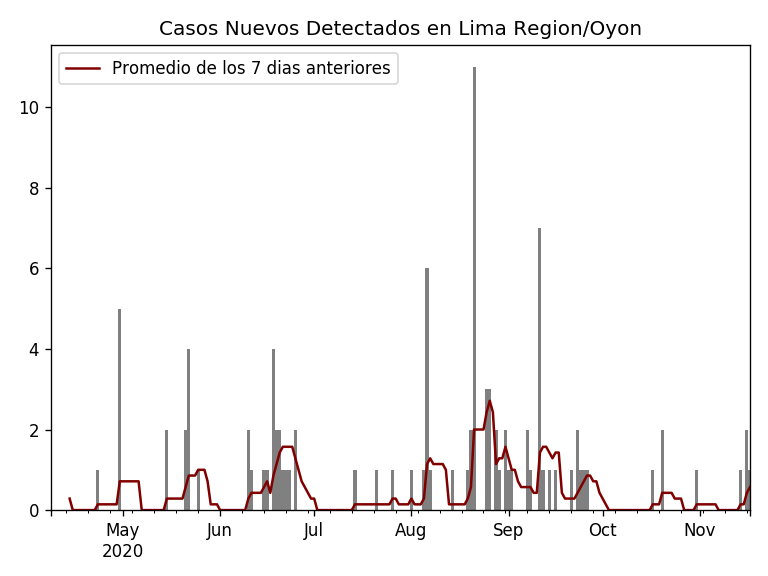 Casos Nuevos Detectados en Lima Region/Oyon
Promedio de los 7 dias anteriores
10
8
6
4
2
0
May Jun Jul Aug Sep Oct Nov
2020